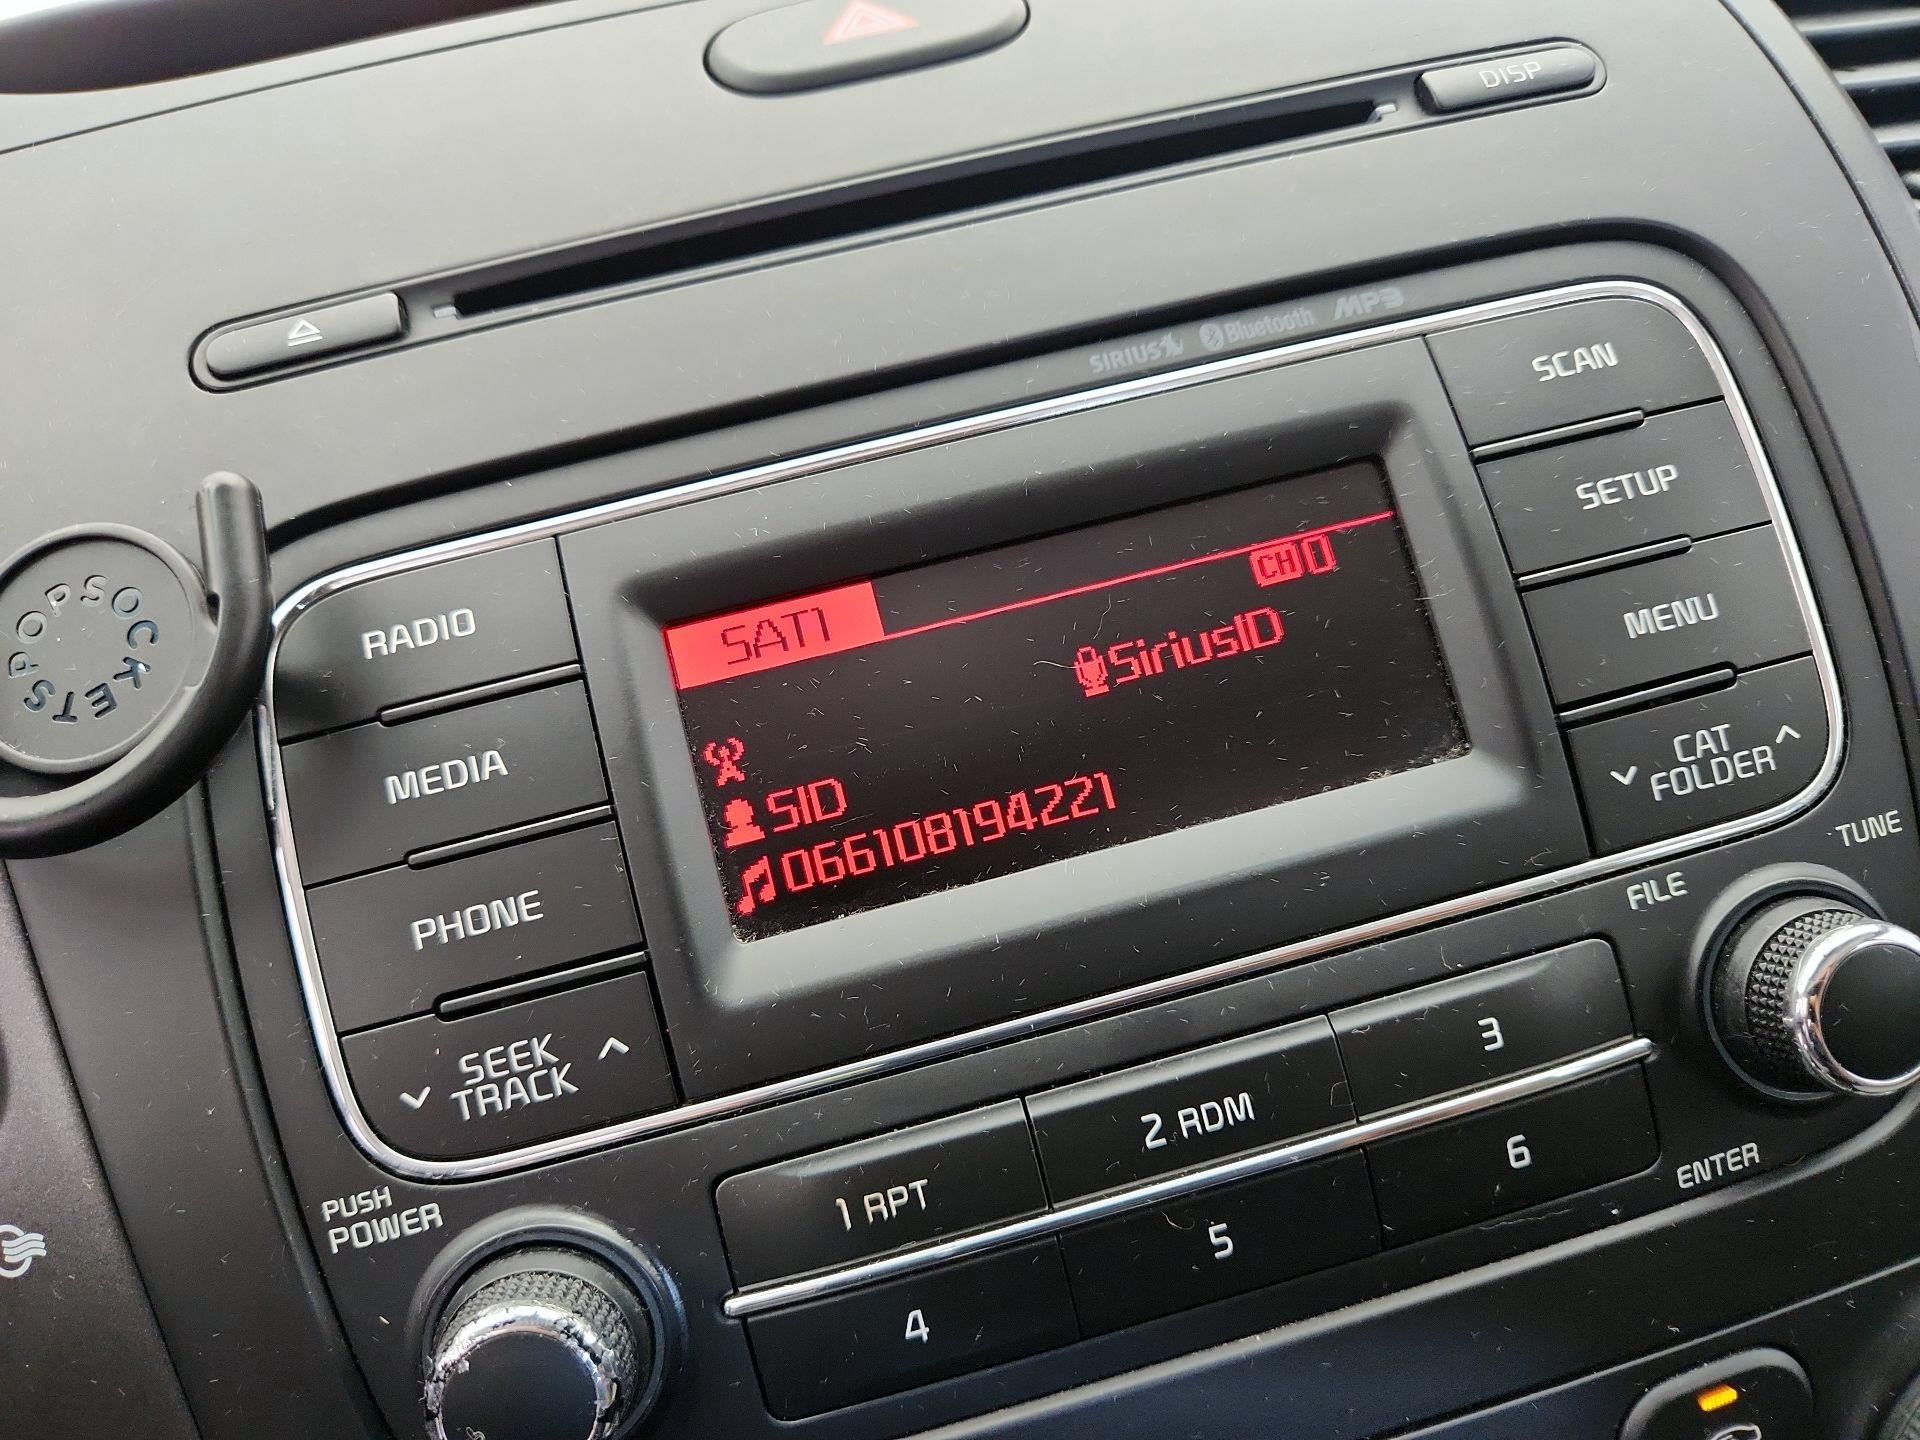 DISP
SIRIUS Bluetooth MP3
SCAN
SETUP
MENU
CAT
FOLDER
POPSOCKETS
RADIO
MEDIA
PHONE
SEEK
TRACK
SAT1
CH 0
SiriusID
SID
066108194221
TUNE
FILE
PUSH
POWER
1 RPT
2 RDM
3
4
5
6
ENTER